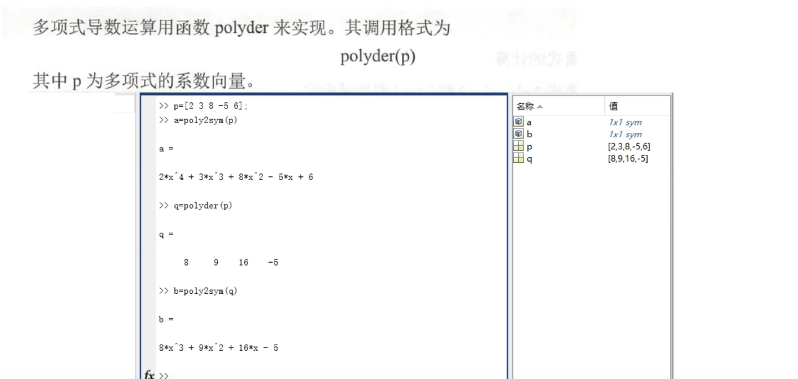 多项式导数运算用函数 polyder 来实现。其调用格式为
polyder(p)
其中 p 为多项式的系数向量。
>> p=[2 3 8 -5 6];
>> a=poly2sym(p)
a =
2*x^4 + 3*x^3 + 8*x^2 - 5*x + 6
>> q=polyder(p)
q =
8 9 16 -5
>> b=poly2sym(q)
b =
8*x^3 + 9*x^2 + 16*x - 5
fx >>
名称 值
a 1x1 sym
b 1x1 sym
p [2,3,8,-5,6]
q [8,9,16,-5]